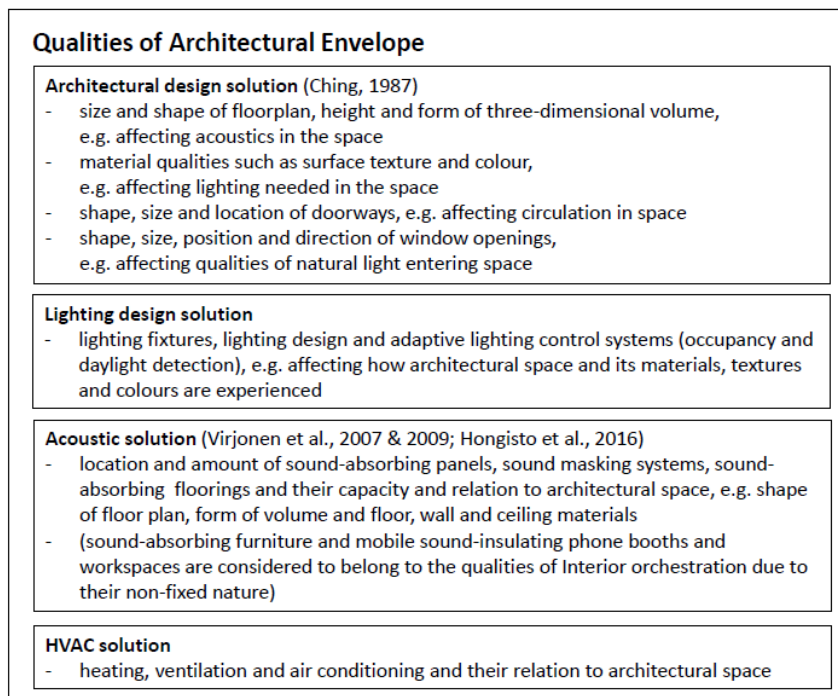 Qualities of Architectural Envelope
Architectural design solution (Ching, 1987)
- size and shape of floorplan, height and form of three-dimensional volume,
e.g. affecting acoustics in the space
- material qualities such as surface texture and colour,
e.g. affecting lighting needed in the space
- shape, size and location of doorways, e.g. affecting circulation in space
- shape, size, position and direction of window openings,
e.g. affecting qualities of natural light entering space
Lighting design solution
- lighting fixtures, lighting design and adaptive lighting control systems (occupancy and
daylight detection), e.g. affecting how architectural space and its materials, textures
and colours are experienced
Acoustic solution (Virjonen et al., 2007 & 2009; Hongisto et al., 2016)
- location and amount of sound-absorbing panels, sound masking systems, sound-
absorbing floorings and their capacity and relation to architectural space, e.g. shape
of floor plan, form of volume and floor, wall and ceiling materials
- (sound-absorbing furniture and mobile sound-insulating phone booths and
workspaces are considered to belong to the qualities of Interior orchestration due to
their non-fixed nature)
HVAC solution
- heating, ventilation and air conditioning and their relation to architectural space